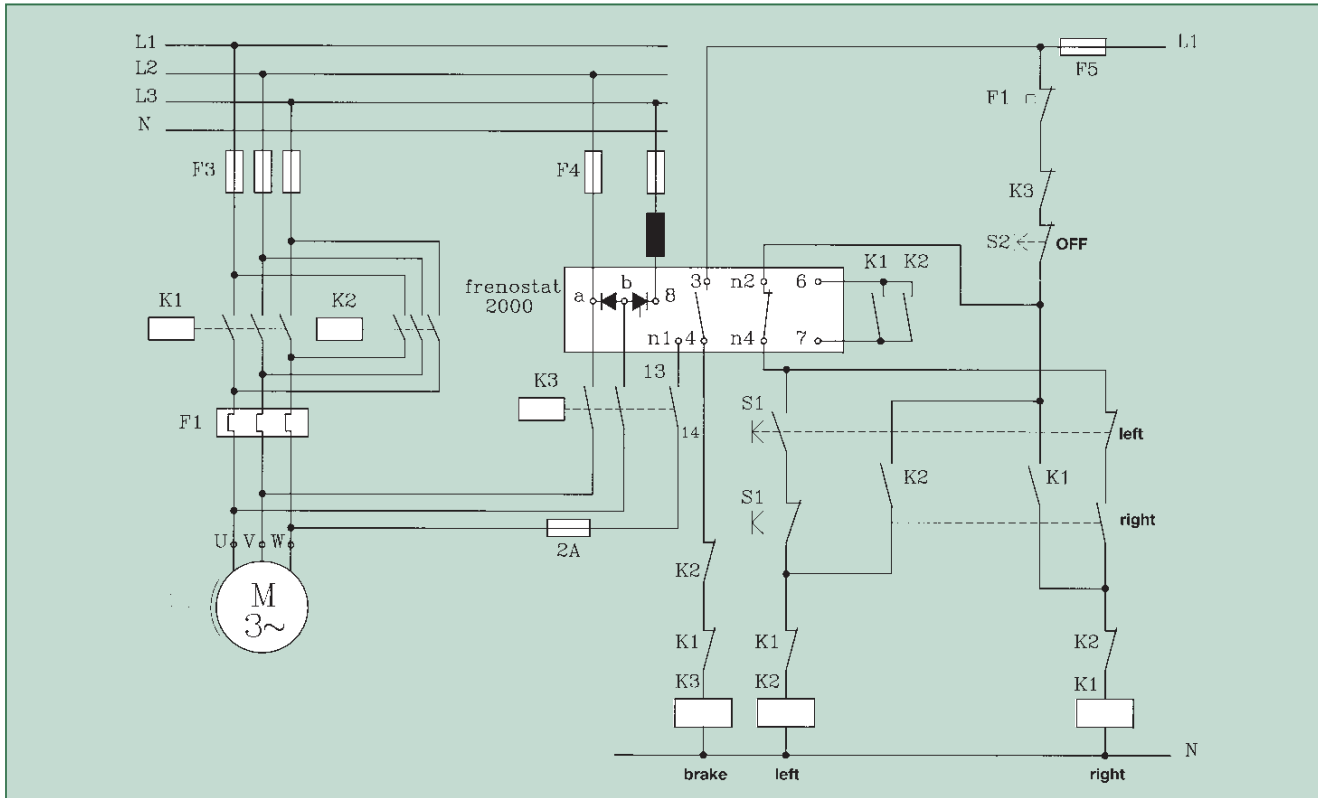 L1
L1
L2
F5
L3
F1
N
F3
F4
K3
S2
OFF
frenostat
2000
a
b
8
3
n2
6
K1
K2
K1
K2
n1
4
n4
7
K3
13
S1
F1
14
left
K2
K1
S1
right
2A
U
V
W
K2
M
3~
K1
K1
K2
K3
K2
K1
N
brake
left
right